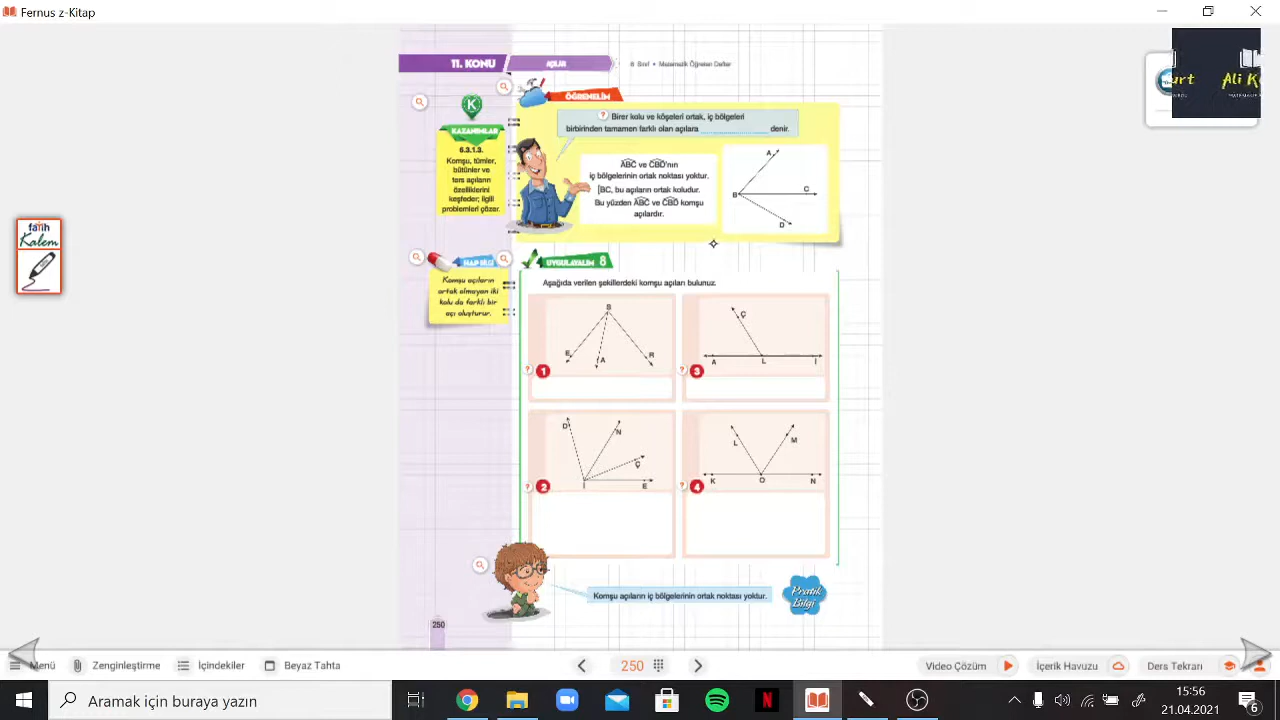 Fernus z-Kitap
11. KONU
AÇILAR
6. Sınıf • Matematik Öğreten Defter
K
KAZANIMLAR
6.3.1.3.
Komşu, tümler,
bütünler ve
ters açıların
özelliklerini
keşfeder; ilgili
problemleri çözer.
ÖĞRENELİM
? Birer kolu ve köşeleri ortak, iç bölgeleri
birbirinden tamamen farklı olan açılara ........................ denir.
ABC ve CBD'nın
iç bölgelerinin ortak noktası yoktur.
[BC, bu açıların ortak koludur.
Bu yüzden ABC ve CBD komşu
açılardır.
A
B
C
D
fatih
Kalem
HAP BİLGİ
Komşu açıların
ortak olmayan iki
kolu da farklı bir
açı oluşturur.
UYGULAYALIM 8
Aşağıda verilen şekillerdeki komşu açıları bulunuz.
S
E
A
R
? 1
Ç
A
L
İ
? 3
D
N
Ç
İ
E
? 2
L
M
K
O
N
? 4
Komşu açıların iç bölgelerinin ortak noktası yoktur.
Pratik
Bilgi
250
Menü
Zenginleştirme
İçindekiler
Beyaz Tahta
250
Video Çözüm
İçerik Havuzu
Ders Tekrarı
Aramak için buraya yazın
21.04.2021